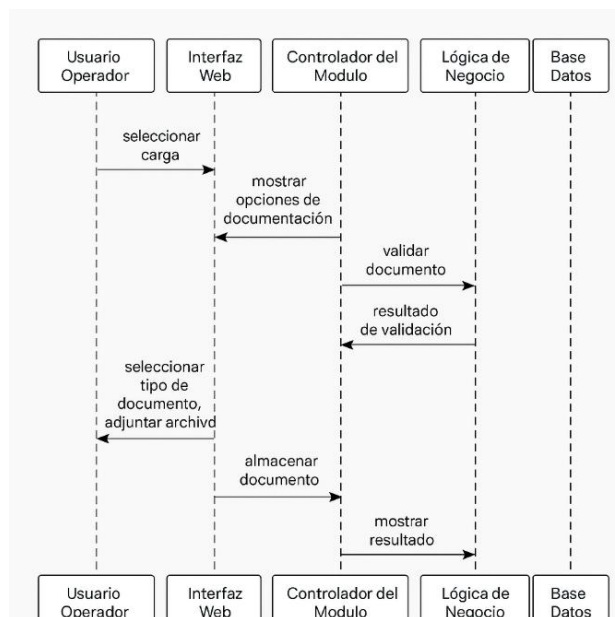 Usuario
Operador
Interfaz
Web
Controlador del
Modulo
Lógica de
Negocio
Base
Datos
seleccionar
carga
mostrar
opciones de
documentación
validar
documento
resultado
de validación
seleccionar
tipo de
documento,
adjuntar archivd
almacenar
documento
mostrar
resultado
Usuario
Operador
Interfaz
Web
Controlador del
Modulo
Lógica de
Negocio
Base
Datos